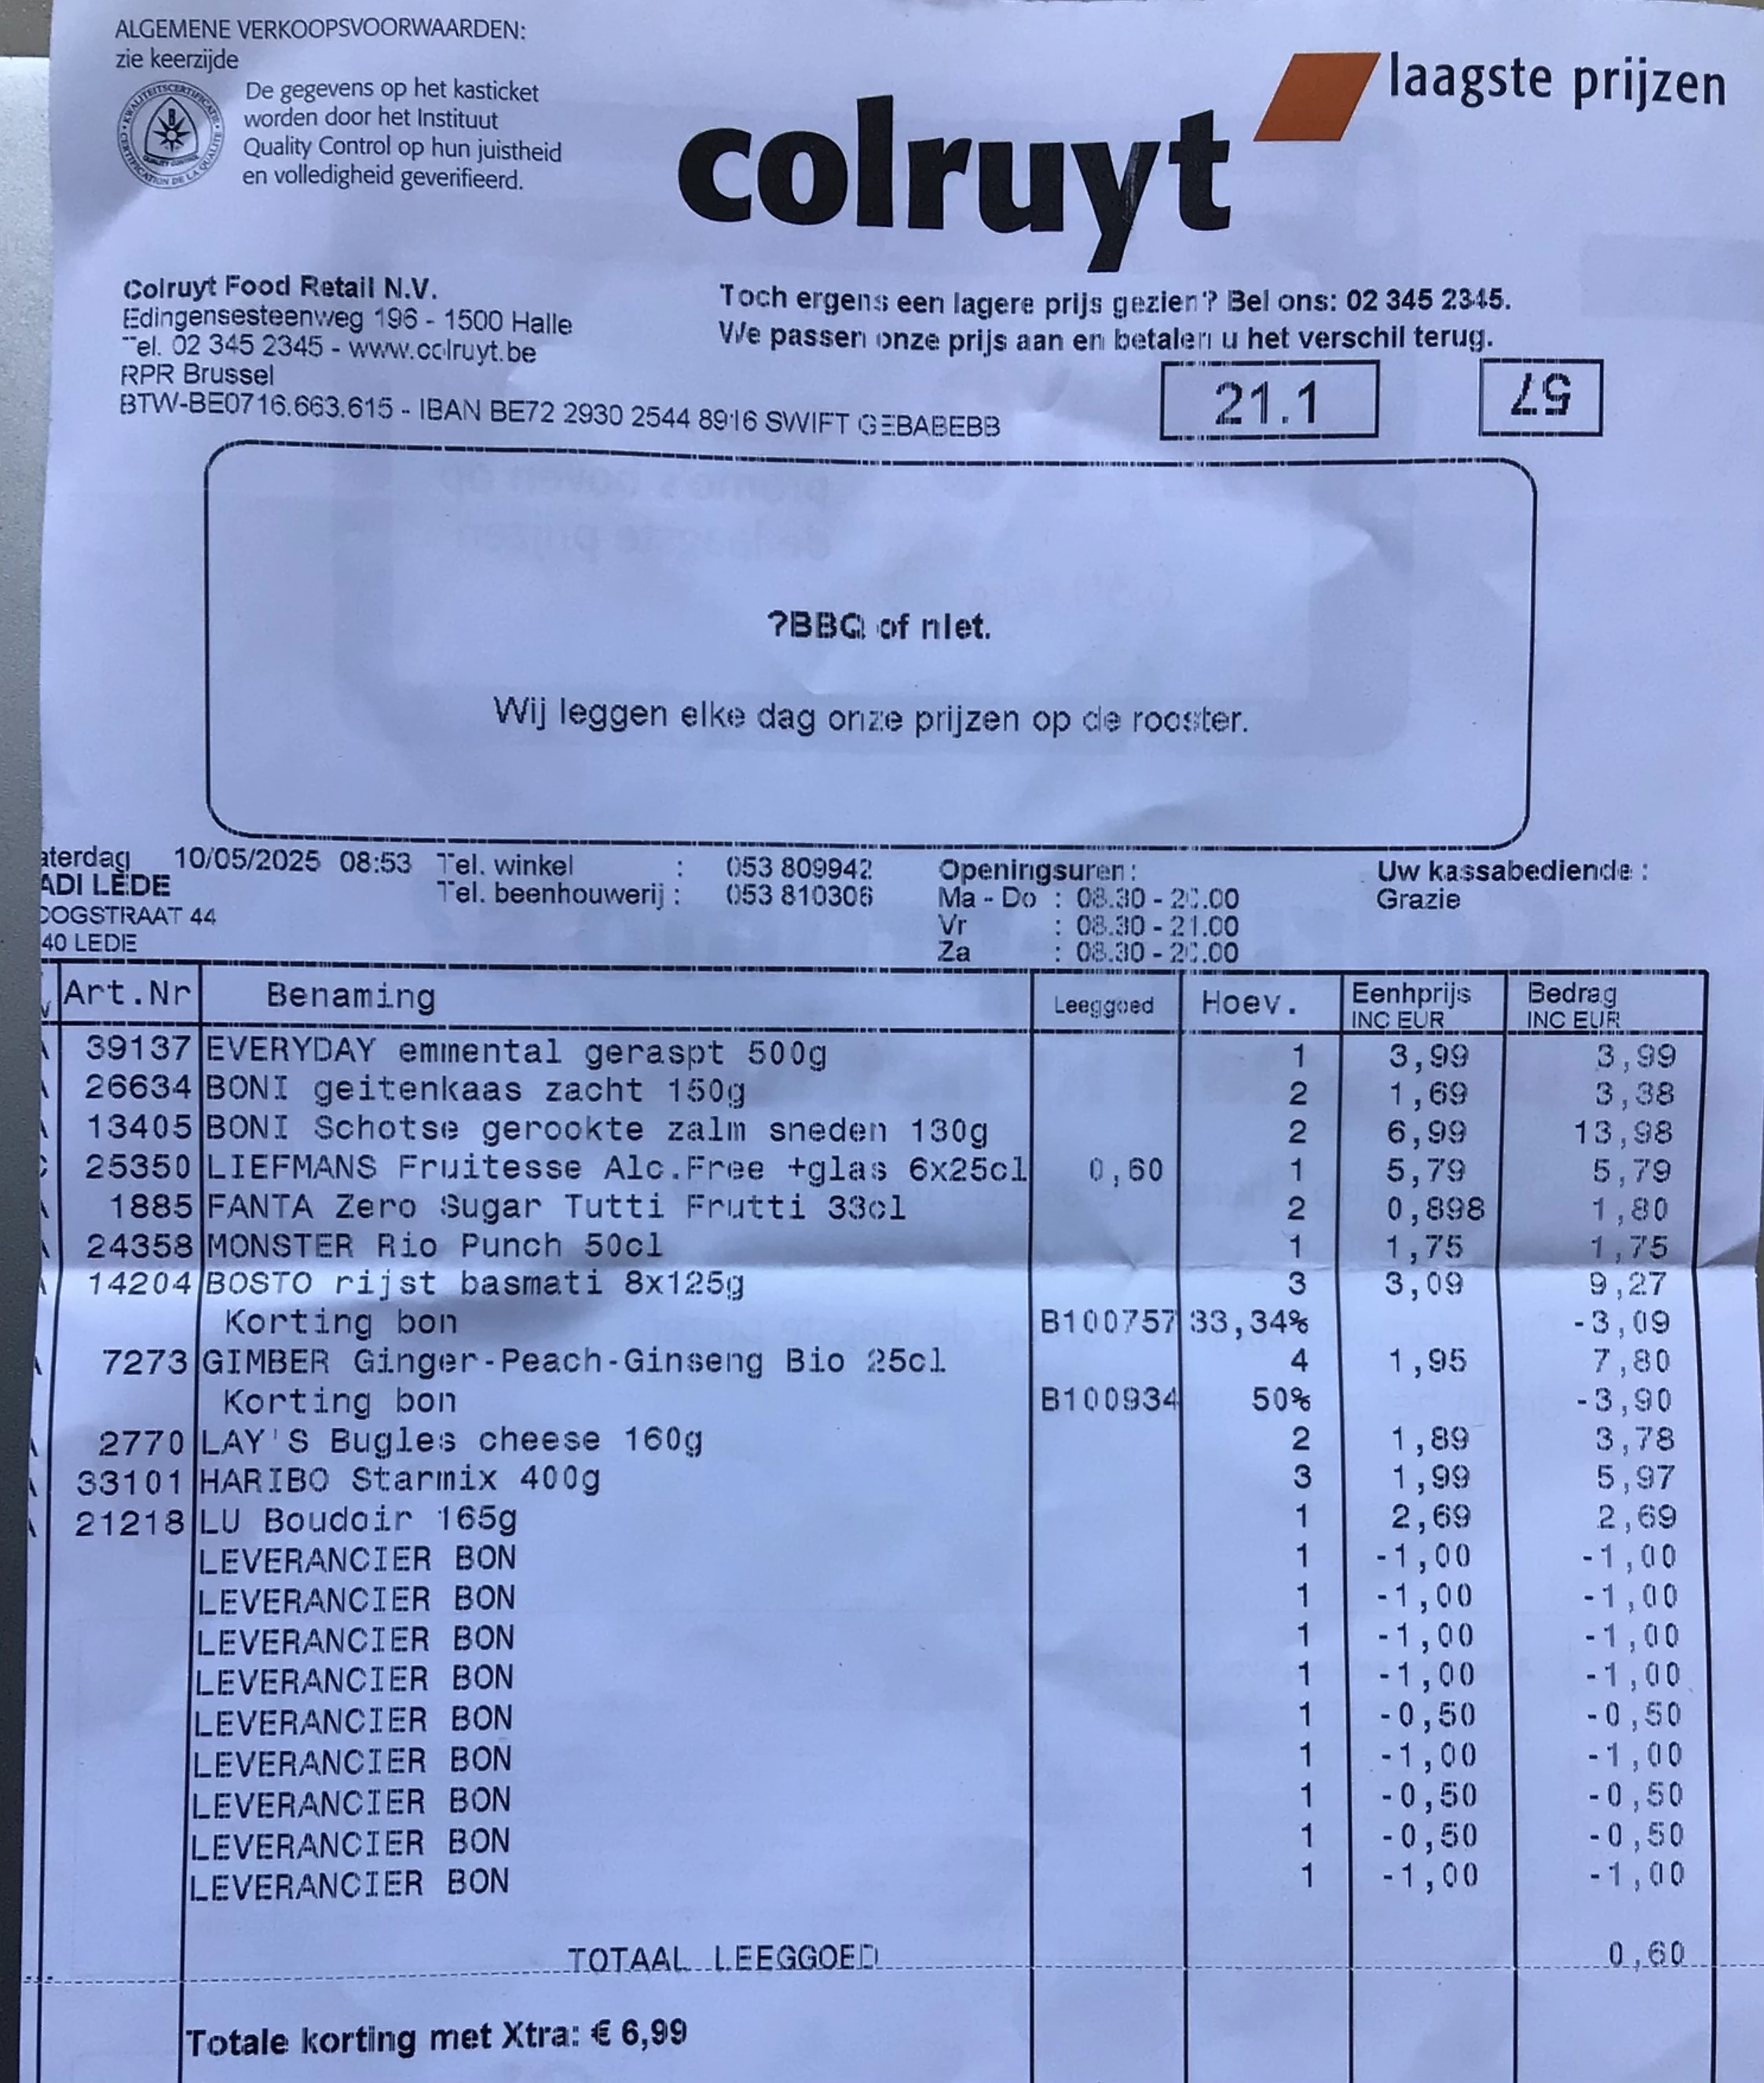 ALGEMENE VERKOOPSVOORWAARDEN:
zie keerzijde
De gegevens op het kasticket
worden door het Instituut
Quality Control op hun juistheid
en volledigheid geverifieerd.
colruyt laagste prijzen
Colruyt Food Retail N.V.
Edingensesteenweg 196 - 1500 Halle
Tel. 02 345 2345 - www.colruyt.be
RPR Brussel
BTW-BE0716.663.615 - IBAN BE72 2930 2544 8916 SWIFT GEBABEBB
Toch ergens een lagere prijs gezien? Bel ons: 02 345 2345.
We passen onze prijs aan en betalen u het verschil terug.
21.1
57
?BBQ of niet.
Wij leggen elke dag onze prijzen op de rooster.
aterdag 10/05/2025 08:53 Tel. winkel : 053 809942 Openingsuren: Uw kassabediende :
ADI LEDE Tel. beenhouwerij : 053 810306 Ma - Do : 08.30 - 20.00 Grazie
OOGSTRAAT 44 Vr : 08.30 - 21.00
40 LEDE Za : 08.30 - 20.00
Art.Nr Benaming Leeggoed Hoev. Eenhprijs INC EUR Bedrag INC EUR
39137 EVERYDAY emmental geraspt 500g 1 3,99 3,99
26634 BONI geitenkaas zacht 150g 2 1,69 3,38
13405 BONI Schotse gerookte zalm sneden 130g 2 6,99 13,98
25350 LIEFMANS Fruitesse Alc.Free +glas 6x25cl 0,60 1 5,79 5,79
1885 FANTA Zero Sugar Tutti Frutti 33cl 2 0,898 1,80
24358 MONSTER Rio Punch 50cl 1 1,75 1,75
14204 BOSTO rijst basmati 8x125g 3 3,09 9,27
Korting bon B100757 33,34% -3,09
7273 GIMBER Ginger-Peach-Ginseng Bio 25cl 4 1,95 7,80
Korting bon B100934 50% -3,90
2770 LAY'S Bugles cheese 160g 2 1,89 3,78
33101 HARIBO Starmix 400g 3 1,99 5,97
21218 LU Boudoir 165g 1 2,69 2,69
LEVERANCIER BON 1 -1,00 -1,00
LEVERANCIER BON 1 -1,00 -1,00
LEVERANCIER BON 1 -1,00 -1,00
LEVERANCIER BON 1 -1,00 -1,00
LEVERANCIER BON 1 -0,50 -0,50
LEVERANCIER BON 1 -1,00 -1,00
LEVERANCIER BON 1 -0,50 -0,50
LEVERANCIER BON 1 -0,50 -0,50
LEVERANCIER BON 1 -1,00 -1,00
TOTAAL LEEGGOED 0,60
Totale korting met Xtra: € 6,99